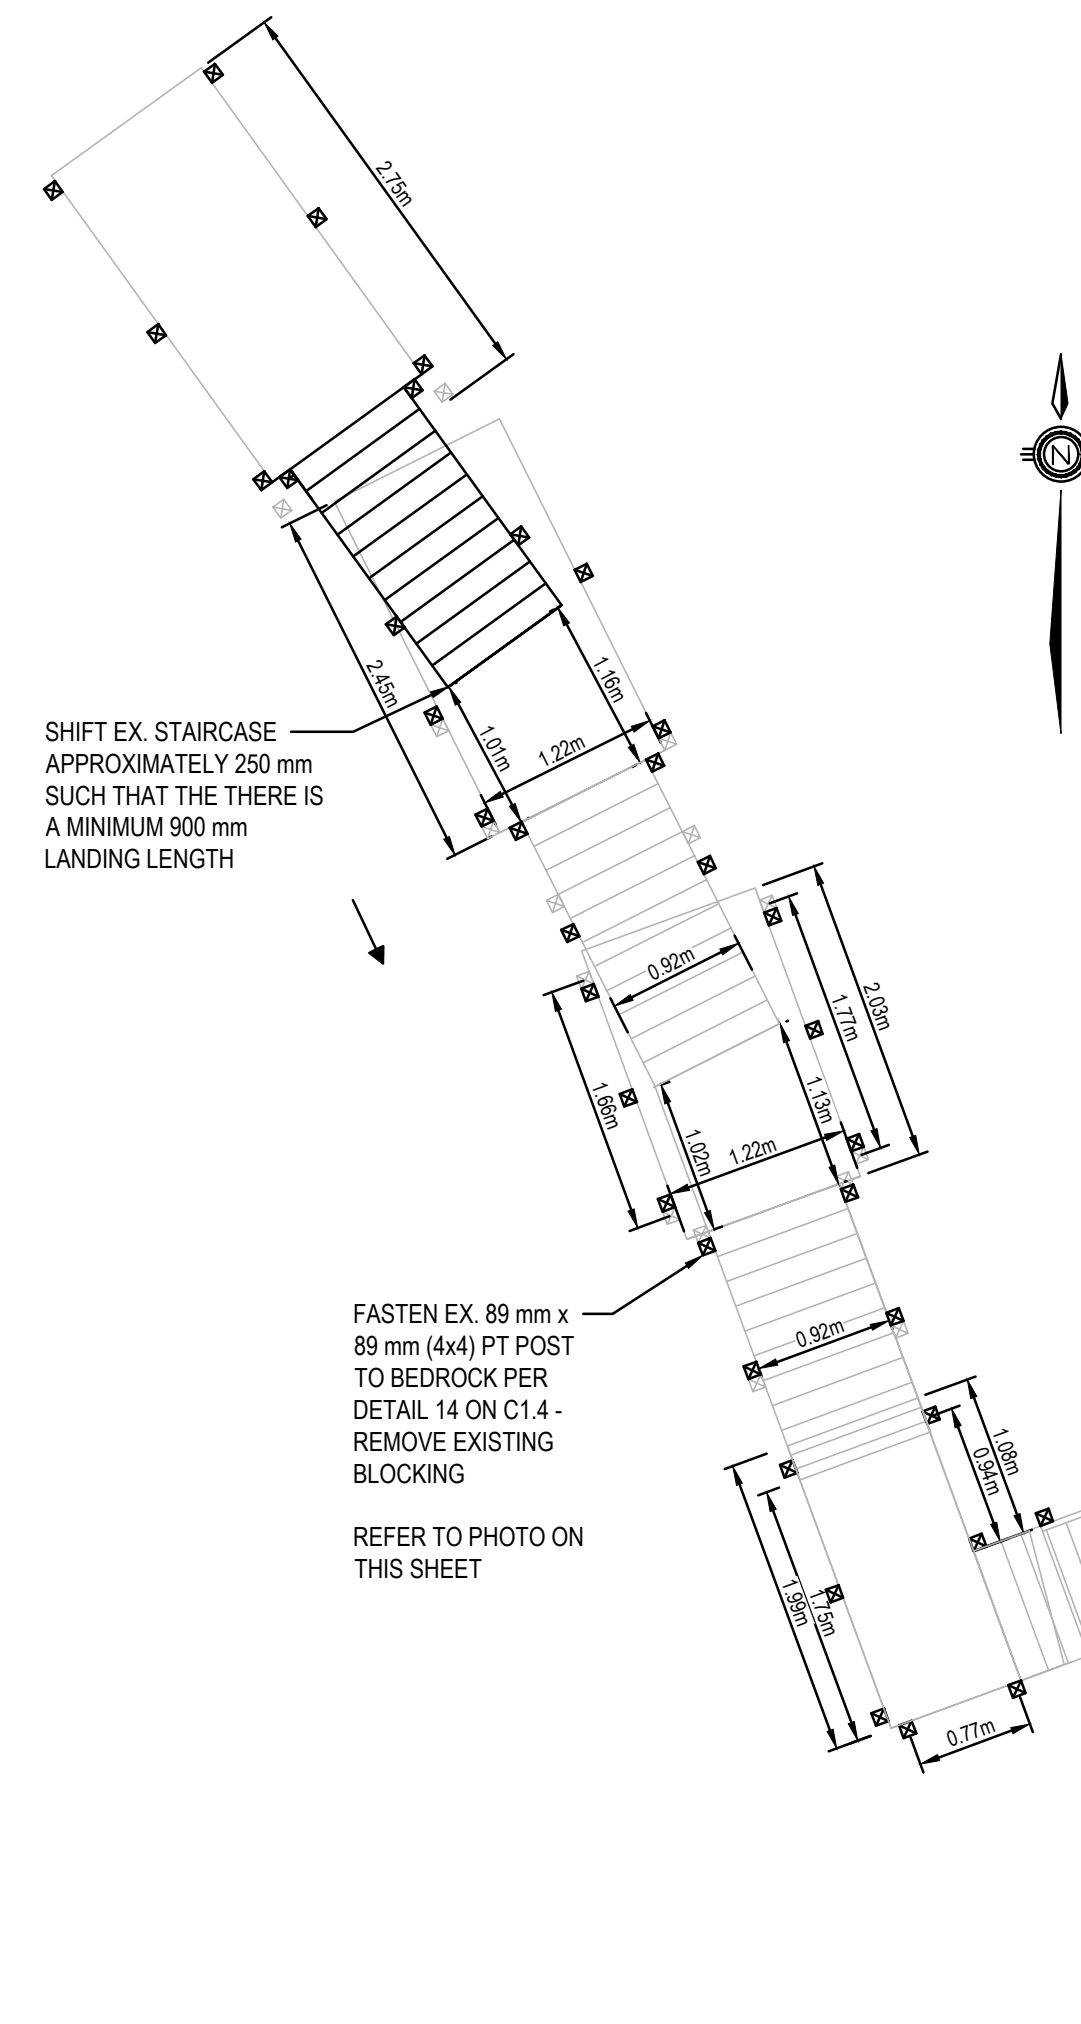 2.75m
N
2.45m
1.16m
1.01m
1.22m
SHIFT EX. STAIRCASE
APPROXIMATELY 250 mm
SUCH THAT THE THERE IS
A MINIMUM 900 mm
LANDING LENGTH
0.92m
2.03m
1.77m
1.66m
1.13m
1.02m
1.22m
FASTEN EX. 89 mm x
89 mm (4x4) PT POST
TO BEDROCK PER
DETAIL 14 ON C1.4 -
REMOVE EXISTING
BLOCKING
REFER TO PHOTO ON
THIS SHEET
0.92m
1.08m
0.94m
1.99m
1.75m
0.77m